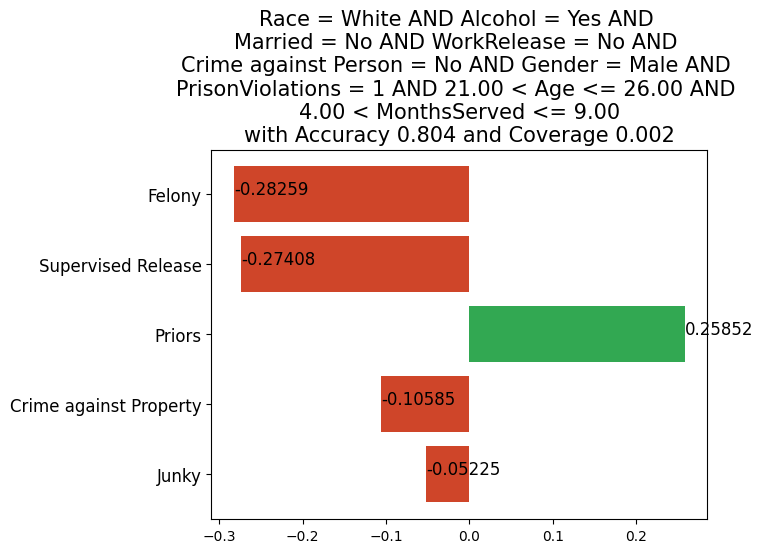 Race = White AND Alcohol = Yes AND
Married = No AND WorkRelease = No AND
Crime against Person = No AND Gender = Male AND
PrisonViolations = 1 AND 21.00 < Age <= 26.00 AND
4.00 < MonthsServed <= 9.00
with Accuracy 0.804 and Coverage 0.002
Felony -0.28259
Supervised Release -0.27408
Priors 0.25852
Crime against Property -0.10585
Junky -0.05225
−0.3 −0.2 −0.1 0.0 0.1 0.2